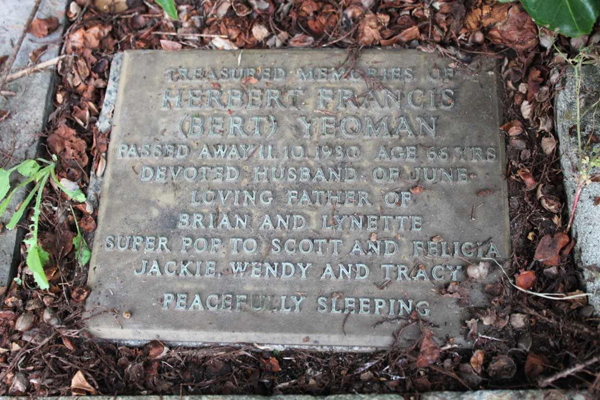 TREASURED MEMORIES OF
HERBERT FRANCIS
(BERT) YEOMAN
PASSED AWAY 11.10.1980 AGE 66 YRS
DEVOTED HUSBAND OF JUNE
LOVING FATHER OF
BRIAN AND LYNETTE
SUPER POP TO SCOTT AND FELICIA
JACKIE, WENDY AND TRACY
PEACEFULLY SLEEPING